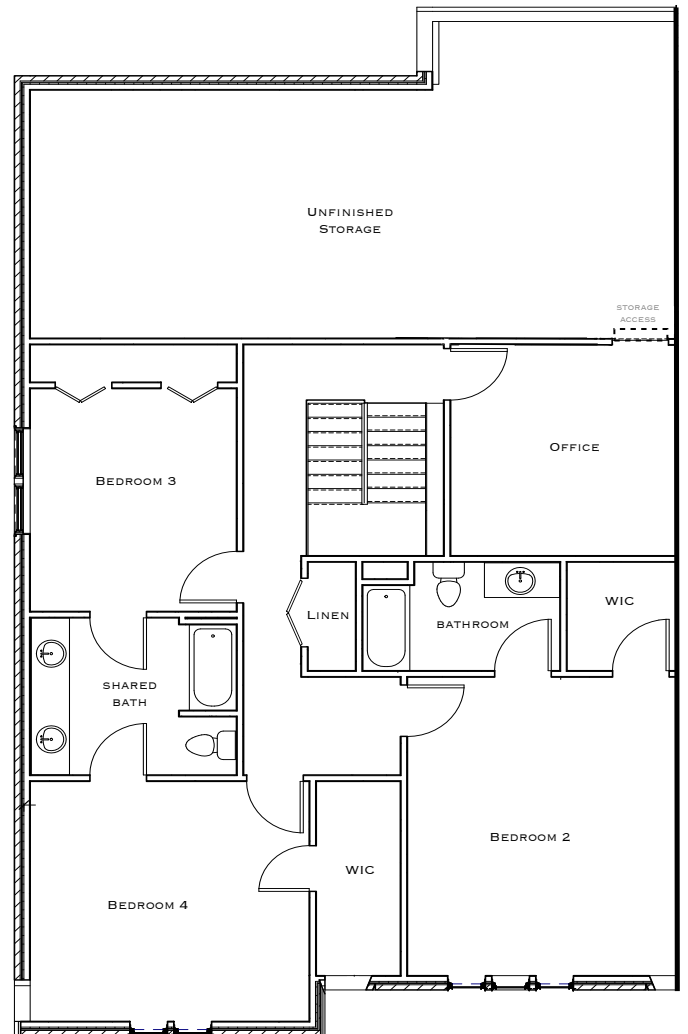 Unfinished
Storage
STORAGE
ACCESS
Office
Bedroom 3
WIC
Linen
BATHROOM
SHARED
BATH
Bedroom 2
WIC
Bedroom 4